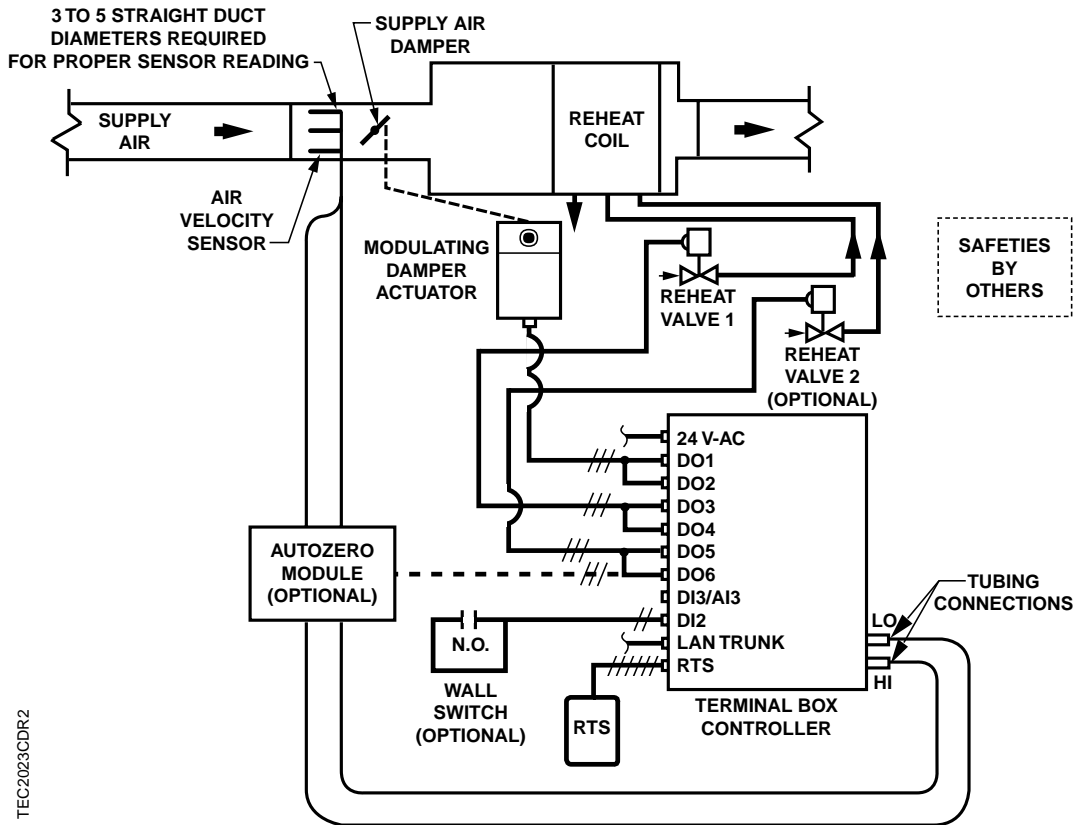 3 TO 5 STRAIGHT DUCT
DIAMETERS REQUIRED
FOR PROPER SENSOR READING
SUPPLY AIR
DAMPER
SUPPLY
AIR
REHEAT
COIL
AIR
VELOCITY
SENSOR
MODULATING
DAMPER
ACTUATOR
REHEAT
VALVE 1
REHEAT
VALVE 2
(OPTIONAL)
SAFETIES
BY
OTHERS
24 V-AC
DO1
DO2
DO3
DO4
DO5
DO6
DI3/AI3
DI2
LAN TRUNK
RTS
AUTOZERO
MODULE
(OPTIONAL)
N.O.
WALL
SWITCH
(OPTIONAL)
RTS
TERMINAL BOX
CONTROLLER
LO
HI
TUBING
CONNECTIONS
TEC2023CDR2